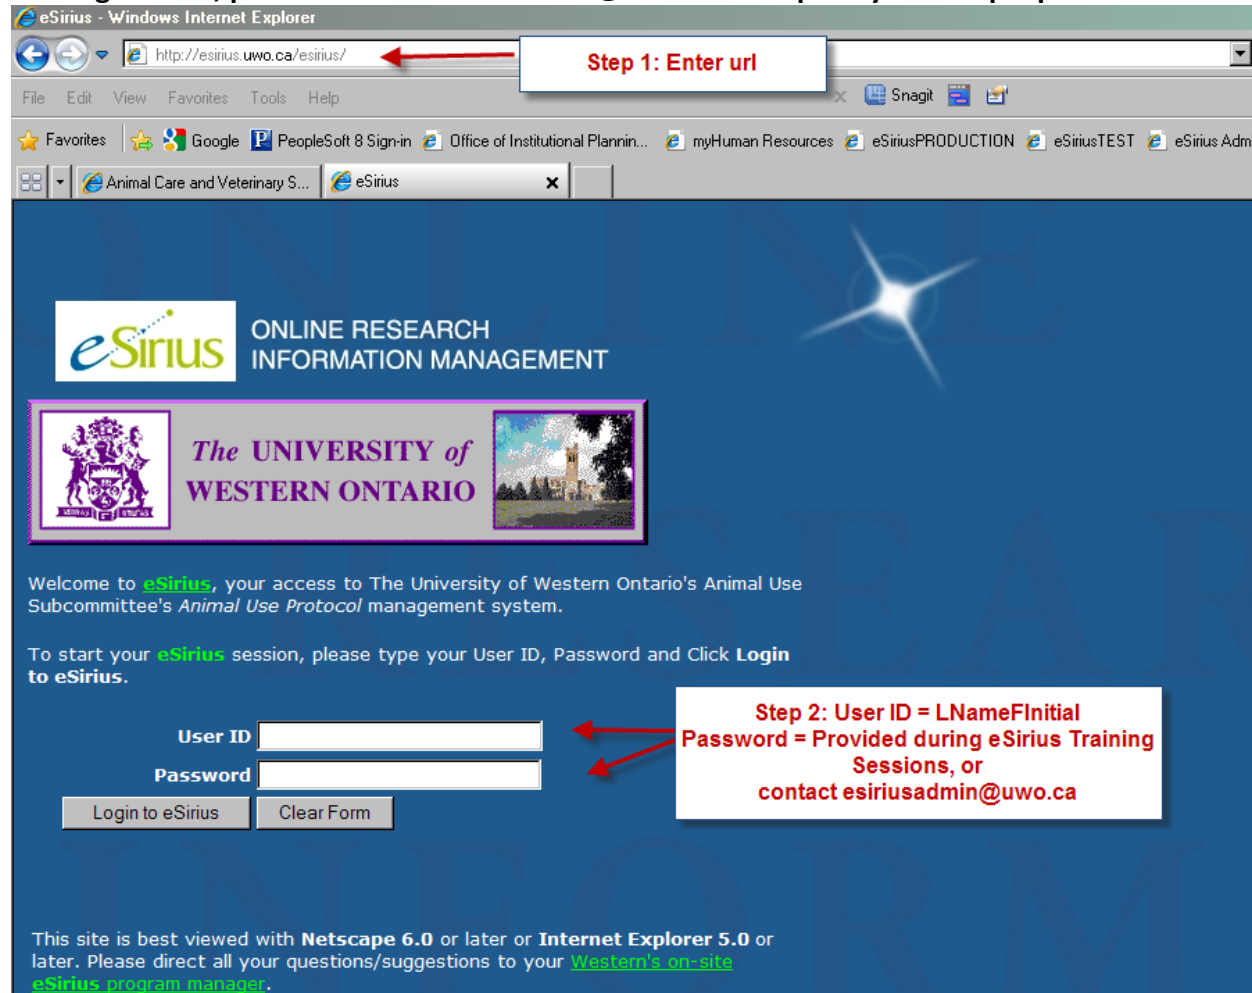 eSirius - Windows Internet Explorer
http://esirius.uwo.ca/esirius/
Step 1: Enter url
File Edit View Favorites Tools Help
x Snagit
Favorites Google PeopleSoft 8 Sign-in Office of Institutional Plannin... myHuman Resources eSiriusPRODUCTION eSiriusTEST eSirius Adm
Animal Care and Veterinary S... eSirius x
ONLINE
eSirius
ONLINE RESEARCH
INFORMATION MANAGEMENT
The UNIVERSITY of
WESTERN ONTARIO
RESEAR
Welcome to eSirius, your access to The University of Western Ontario's Animal Use
Subcommittee's Animal Use Protocol management system.
To start your eSirius session, please type your User ID, Password and Click Login
to eSirius.
User ID
Password
Login to eSirius Clear Form
Step 2: User ID = LNameFInitial
Password = Provided during eSirius Training
Sessions, or
contact esiriusadmin@uwo.ca
INFORM
This site is best viewed with Netscape 6.0 or later or Internet Explorer 5.0 or
later. Please direct all your questions/suggestions to your Western's on-site
eSirius program manager.